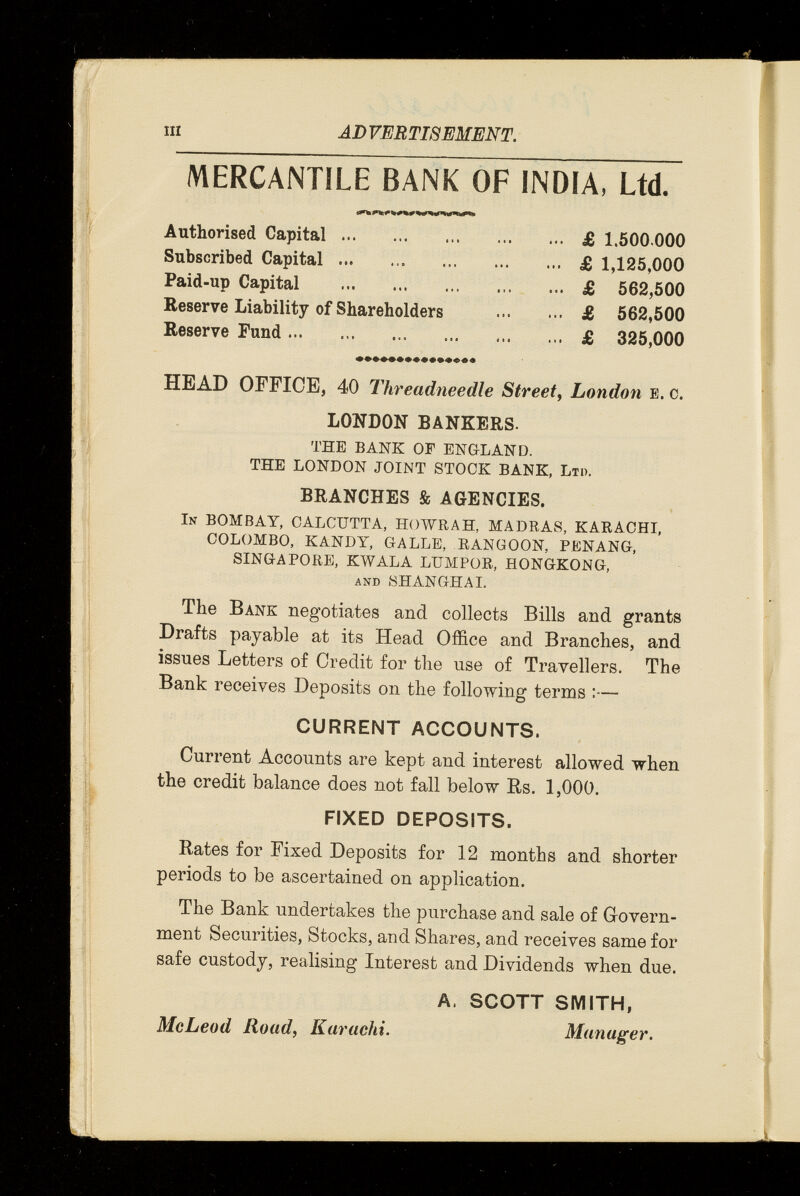 III ADVERTISEMENT.
MERCANTILE BANK OF INDIA, Ltd.
Authorised Capital ... ... ... ... ... £ 1,500.000
Subscribed Capital ... ... ... ... ... £ 1,125,000
Paid-up Capital ... ... ... ... ... £ 562,500
Reserve Liability of Shareholders ... ... £ 562,500
Reserve Fund ... ... ... ... ... ... £ 325,000
HEAD OFFICE, 40 Threadneedle Street, London E. C.
LONDON BANKERS.
THE BANK OF ENGLAND.
THE LONDON JOINT STOCK BANK, LTD.
BRANCHES & AGENCIES.
IN BOMBAY, CALCUTTA, HOWRAH, MADRAS, KARACHI,
COLOMBO, KANDY, GALLE, RANGOON, PENANG,
SINGAPORE, KWALA LUMPOR, HONGKONG,
AND SHANGHAI.
The BANK negotiates and collects Bills and grants
Drafts payable at its Head Office and Branches, and
issues Letters of Credit for the use of Travellers. The
Bank receives Deposits on the following terms :—
CURRENT ACCOUNTS.
Current Accounts are kept and interest allowed when
the credit balance does not fall below Rs. 1,000.
FIXED DEPOSITS.
Rates for Fixed Deposits for 12 months and shorter
periods to be ascertained on application.
The Bank undertakes the purchase and sale of Govern-
ment Securities, Stocks, and Shares, and receives same for
safe custody, realising Interest and Dividends when due.
A. SCOTT SMITH,
McLeod Road, Karachi. Manager.